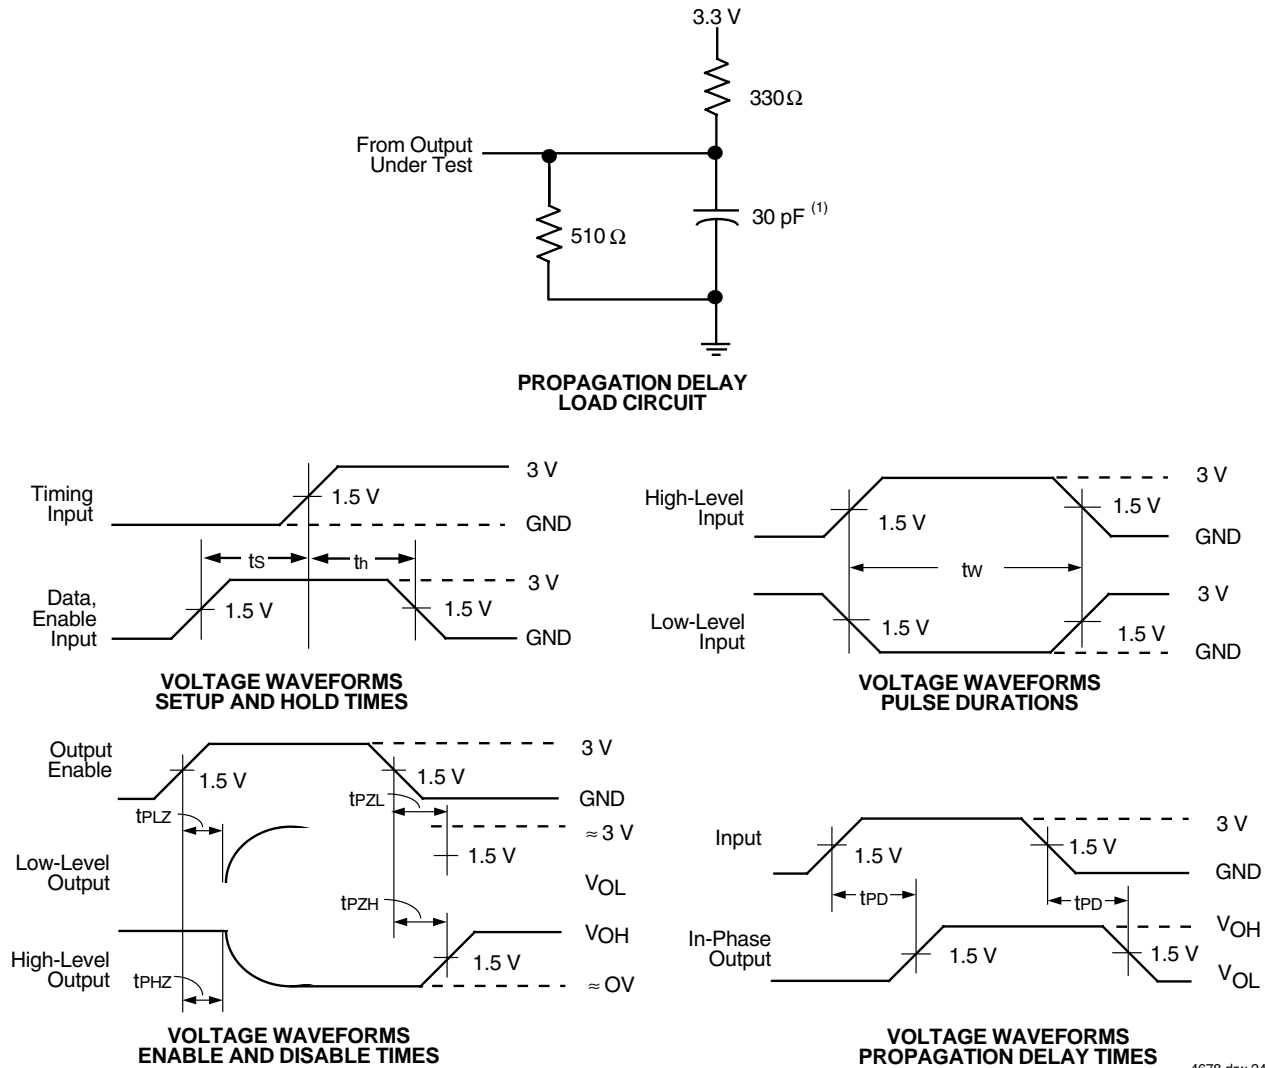 3.3 V
330Ω
From Output
Under Test
30 pF (1)
510Ω
PROPAGATION DELAY
LOAD CIRCUIT
3 V
Timing
Input
1.5 V
GND
tS
th
3 V
Data,
Enable
Input
1.5 V
1.5 V
GND
VOLTAGE WAVEFORMS
SETUP AND HOLD TIMES
3 V
High-Level
Input
1.5 V
1.5 V
GND
tW
3 V
Low-Level
Input
1.5 V
1.5 V
GND
VOLTAGE WAVEFORMS
PULSE DURATIONS
Output
Enable
3 V
1.5 V
1.5 V
GND
tPLZ
tPZL
≈ 3 V
Low-Level
Output
1.5 V
VOL
tPZH
VOH
High-Level
Output
1.5 V
tPHZ
≈ OV
VOLTAGE WAVEFORMS
ENABLE AND DISABLE TIMES
Input
3 V
1.5 V
1.5 V
GND
tPD
tPD
VOH
In-Phase
Output
1.5 V
1.5 V
VOL
VOLTAGE WAVEFORMS
PROPAGATION DELAY TIMES